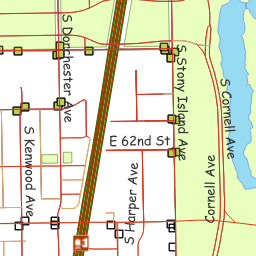 S Dorchester Ave
S Stony Island Ave
S Cornell Ave
E 62nd St
S Kenwood Ave
S Harper Ave
Cornell Ave